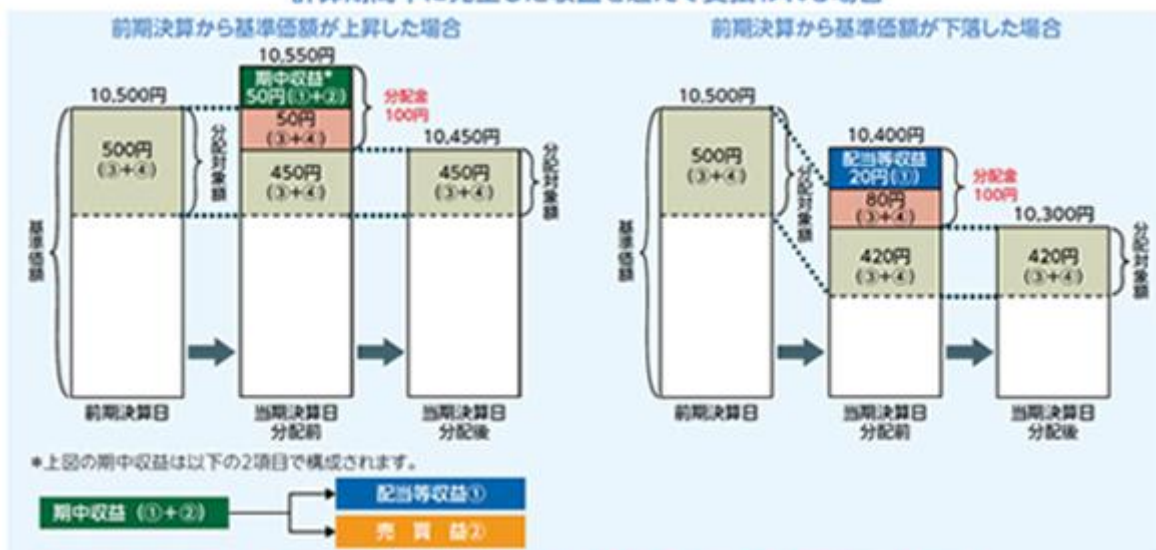 前期決算から基準価額が上昇した場合
10,500円
500円
(③+④)
分配対象額
基準価額
前期決算日
10,550円
期中収益*
50円(①+②)
50円
(③+④)
450円
(③+④)
分配金
100円
当期決算日
分配前
10,450円
450円
(③+④)
分配対象額
当期決算日
分配後
前期決算から基準価額が下落した場合
10,500円
500円
(③+④)
分配対象額
基準価額
前期決算日
10,400円
配当等収益
20円(①)
80円
(③+④)
420円
(③+④)
分配金
100円
当期決算日
分配前
10,300円
420円
(③+④)
分配対象額
当期決算日
分配後
*上図の期中収益は以下の2項目で構成されます。
期中収益 (①+②)
配当等収益①
売 買 益②